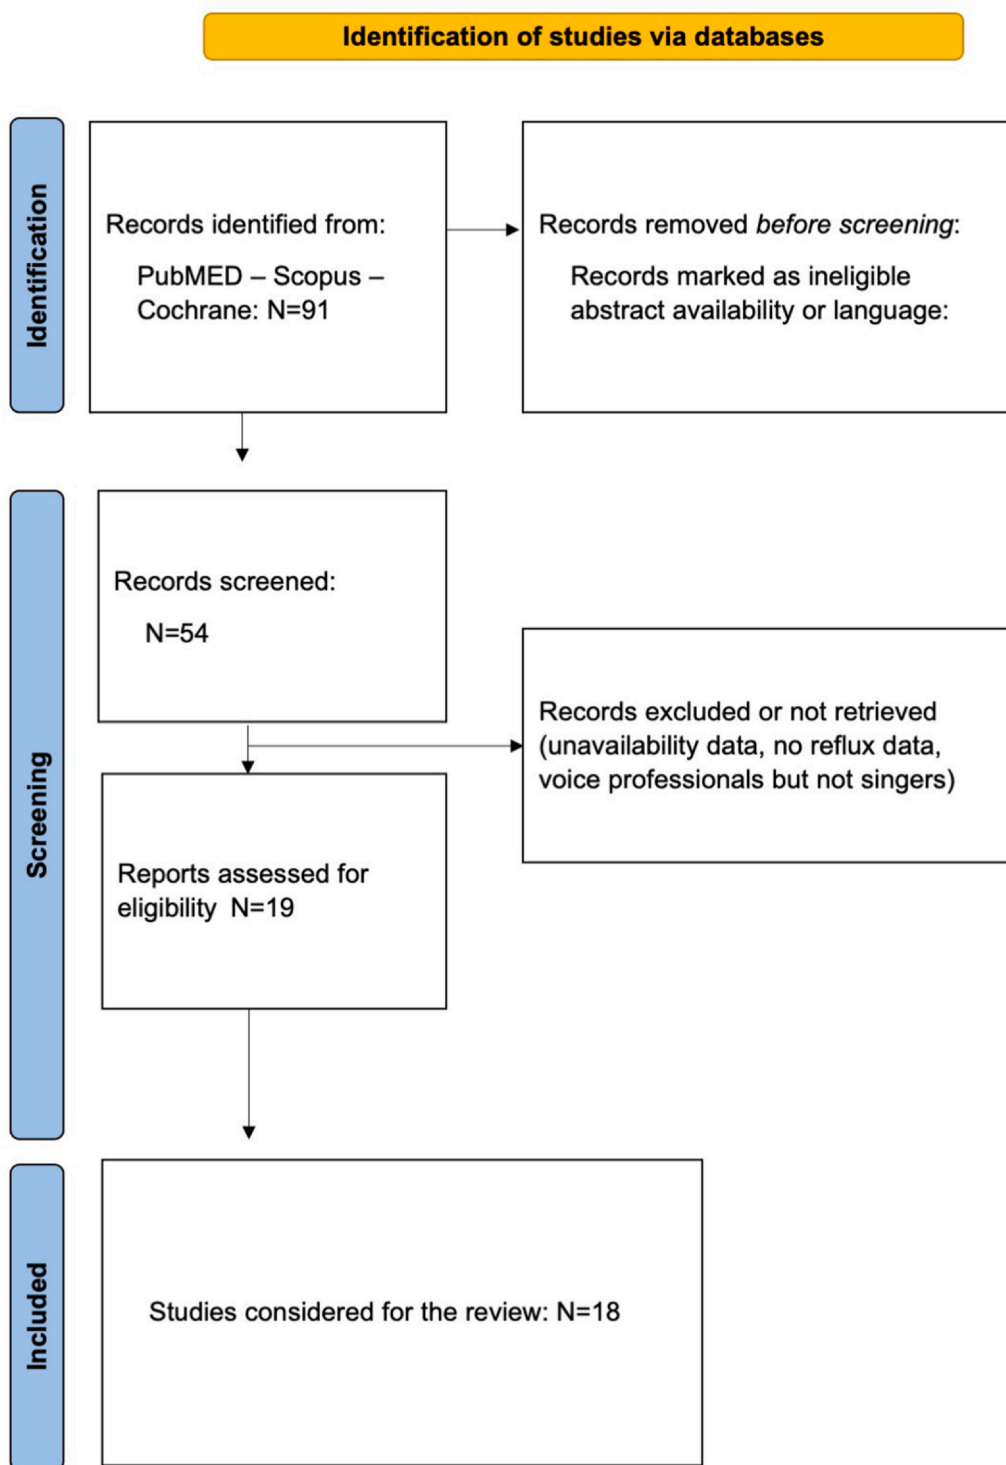 Identification of studies via databases
Identification
Records identified from:
PubMED – Scopus –
Cochrane: N=91
Records removed before screening:
Records marked as ineligible
abstract availability or language:
Screening
Records screened:
N=54
Records excluded or not retrieved
(unavailability data, no reflux data,
voice professionals but not singers)
Reports assessed for
eligibility N=19
Included
Studies considered for the review: N=18